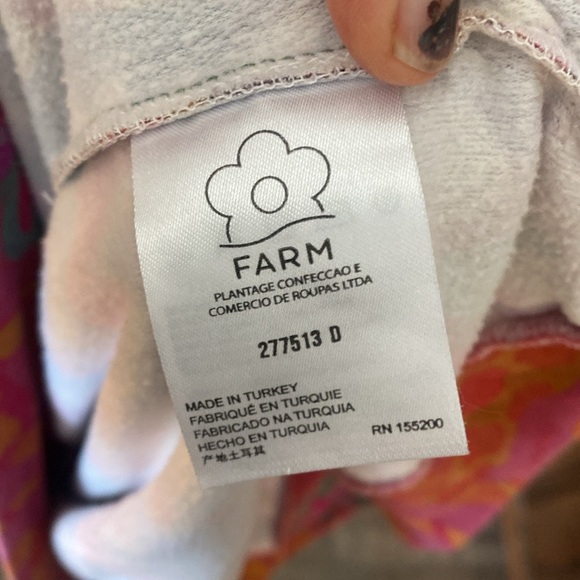 FARM
PLANTAGE CONFECCAO E
COMERCIO DE ROUPAS LTDA
277513 D
MADE IN TURKEY
FABRIQUÉ EN TURQUIE
FABRICADO NA TURQUIA
HECHO EN TURQUIA
产地土耳其
RN 155200